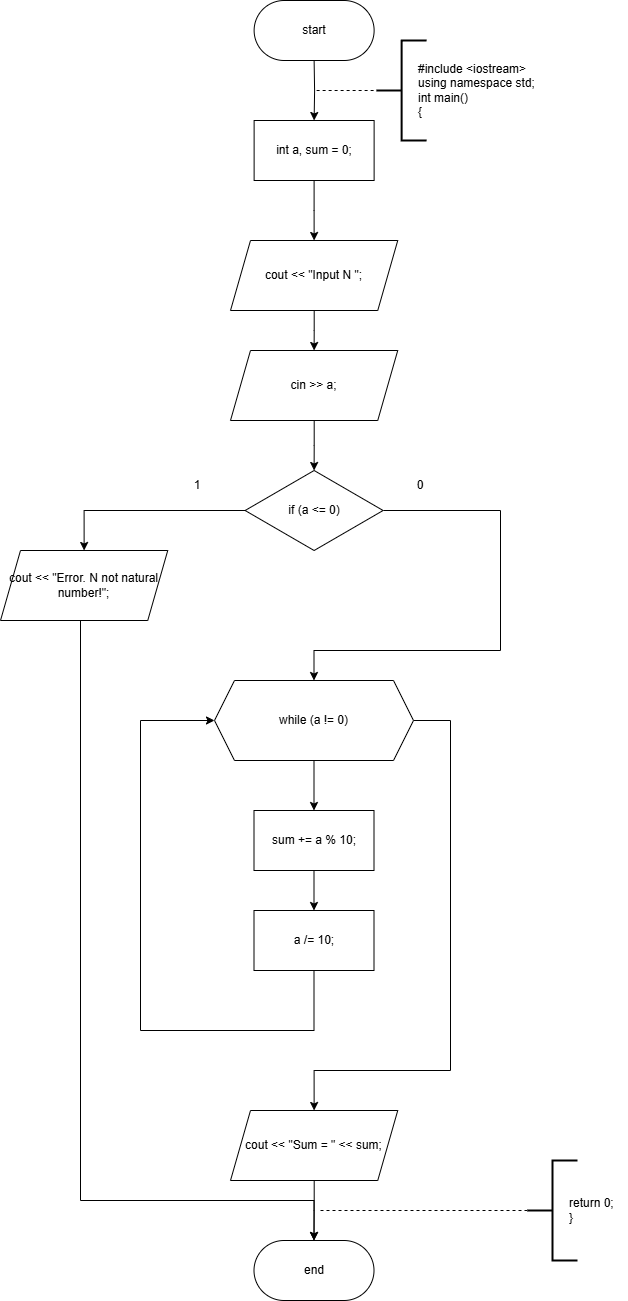 start
#include <iostream>
using namespace std;
int main()
{
int a, sum = 0;
cout << "Input N ";
cin >> a;
1
0
if (a <= 0)
cout << "Error. N not natural
number!";
while (a != 0)
sum += a % 10;
a /= 10;
cout << "Sum = " << sum;
return 0;
}
end